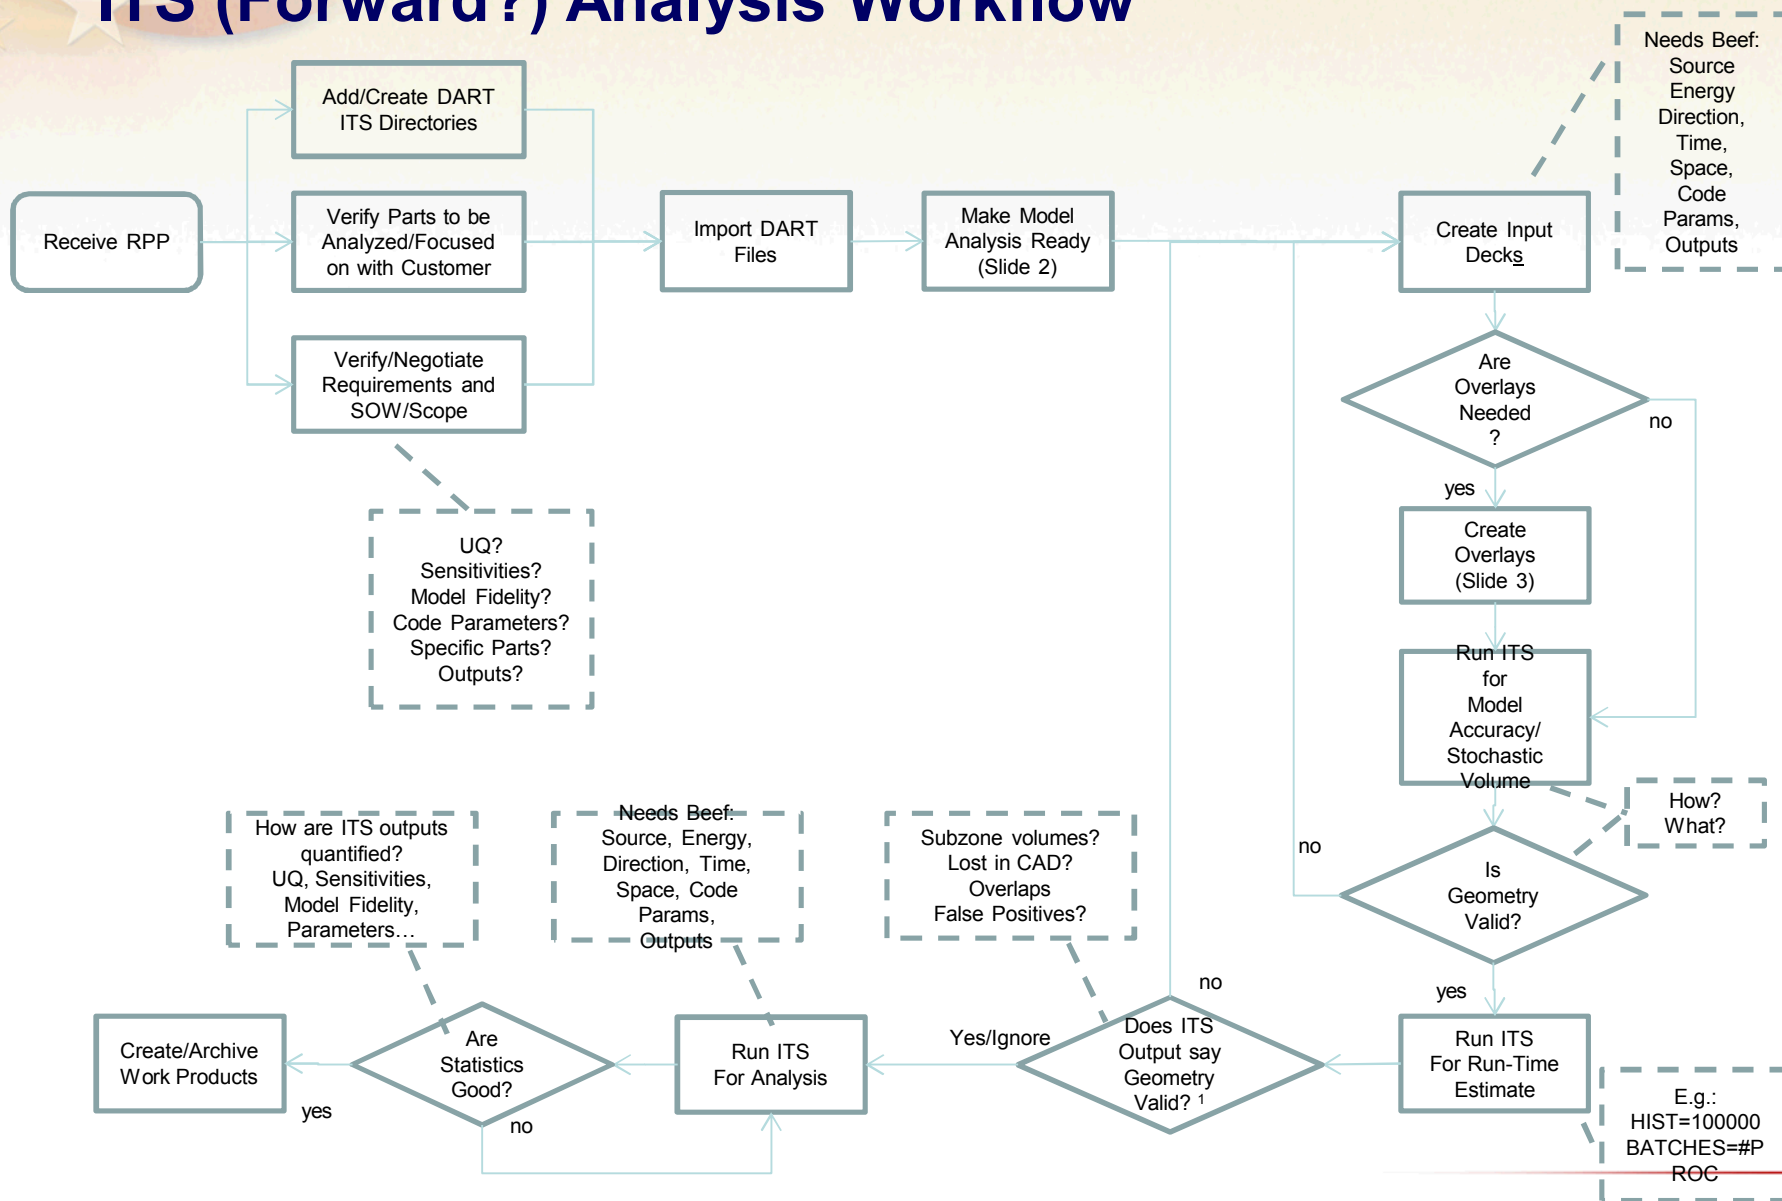 ITS (Forward?) Analysis Workflow
Needs Beef:
Source
Energy
Direction,
Time,
Space,
Code
Params,
Outputs
Add/Create DART
ITS Directories
Receive RPP
Verify Parts to be
Analyzed/Focused
on with Customer
Import DART
Files
Make Model
Analysis Ready
(Slide 2)
Create Input
Decks
Verify/Negotiate
Requirements and
SOW/Scope
Are
Overlays
Needed
?
no
yes
UQ?
Sensitivities?
Model Fidelity?
Code Parameters?
Specific Parts?
Outputs?
Create
Overlays
(Slide 3)
Run ITS
for
Model
Accuracy/
Stochastic
Volume
How?
What?
How are ITS outputs
quantified?
UQ, Sensitivities,
Model Fidelity,
Parameters…
Needs Beef:
Source, Energy,
Direction, Time,
Space, Code
Params,
Outputs
Subzone volumes?
Lost in CAD?
Overlaps
False Positives?
no
Is
Geometry
Valid?
yes
no
Create/Archive
Work Products
yes
Are
Statistics
Good?
no
Run ITS
For Analysis
Yes/Ignore
Does ITS
Output say
Geometry
Valid? ¹
Run ITS
For Run-Time
Estimate
E.g.:
HIST=100000
BATCHES=#P
ROC